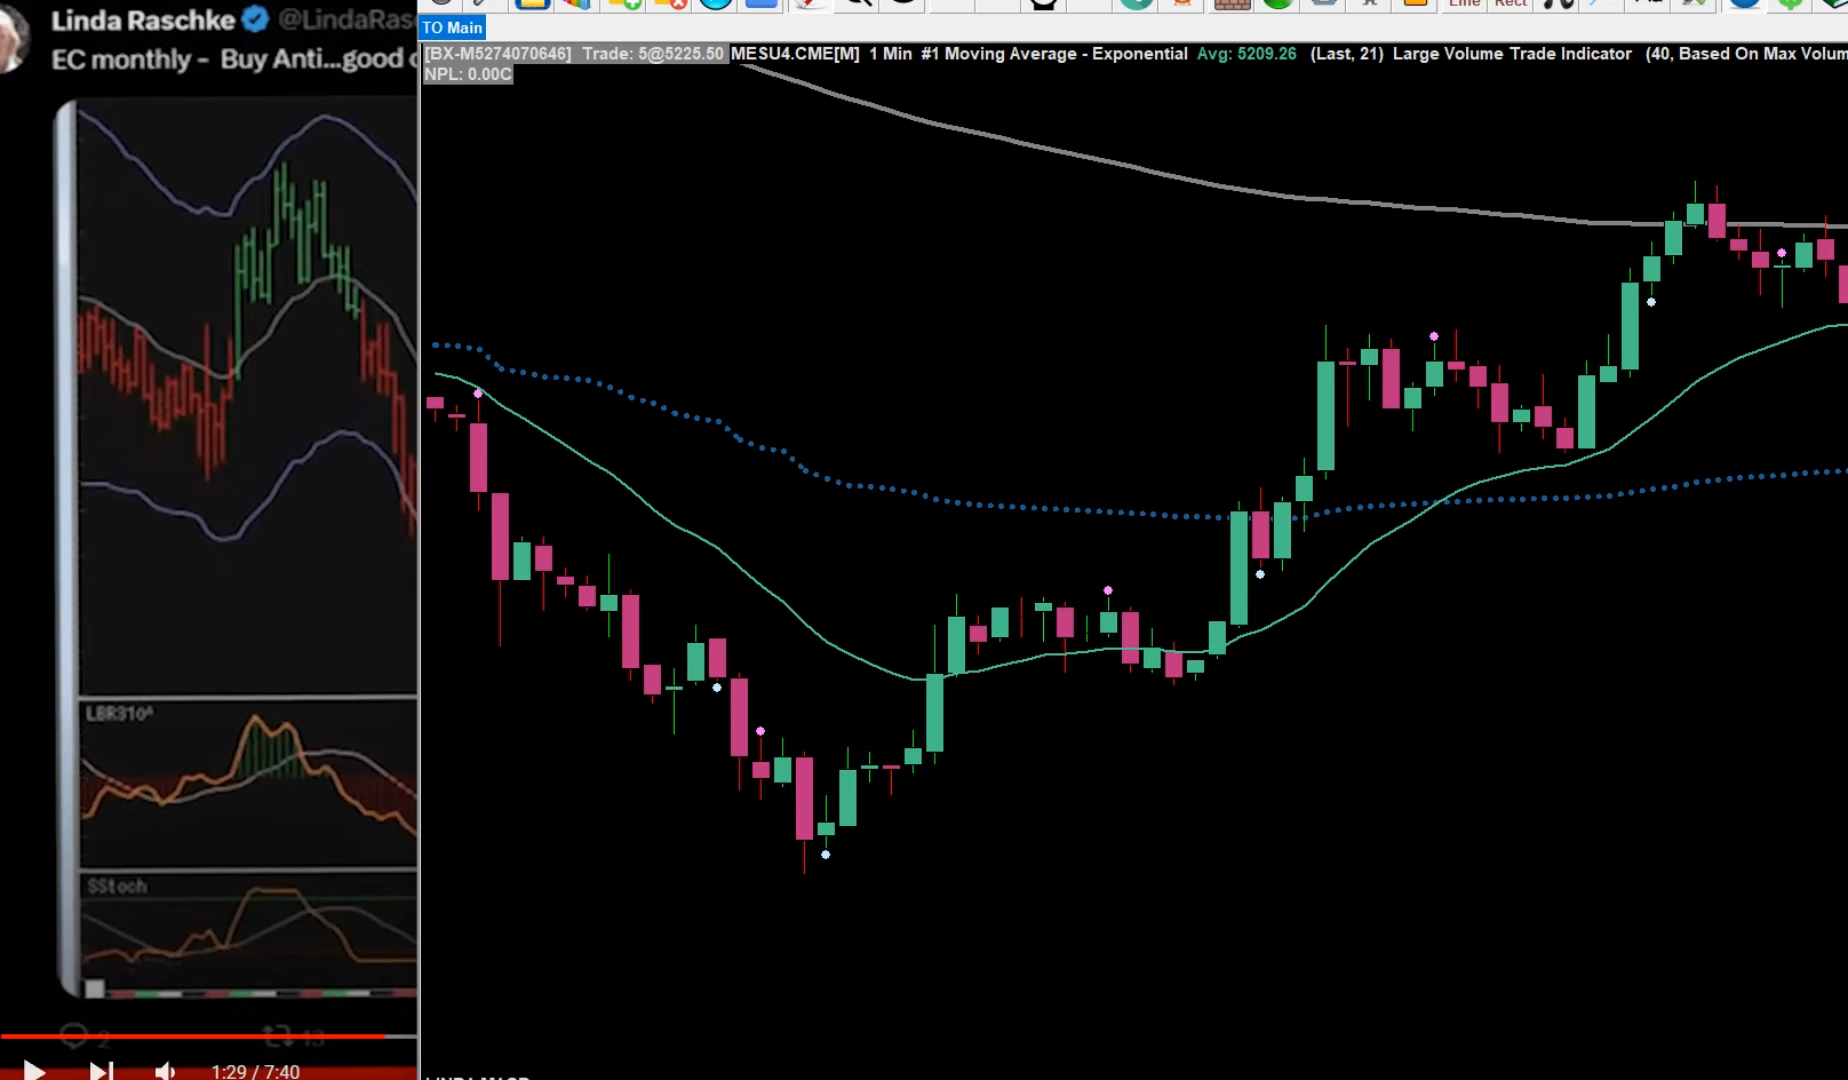 Linda Raschke @LindaRas
EC monthly - Buy Anti...good
LBR310^
SStoch
2
13
1:29 / 7:40
Line Rect
TO Main
[BX-M5274070646] Trade: 5@5225.50 MESU4.CME[M] 1 Min #1 Moving Average - Exponential Avg: 5209.26 (Last, 21) Large Volume Trade Indicator (40, Based On Max Volum
NPL: 0.00C